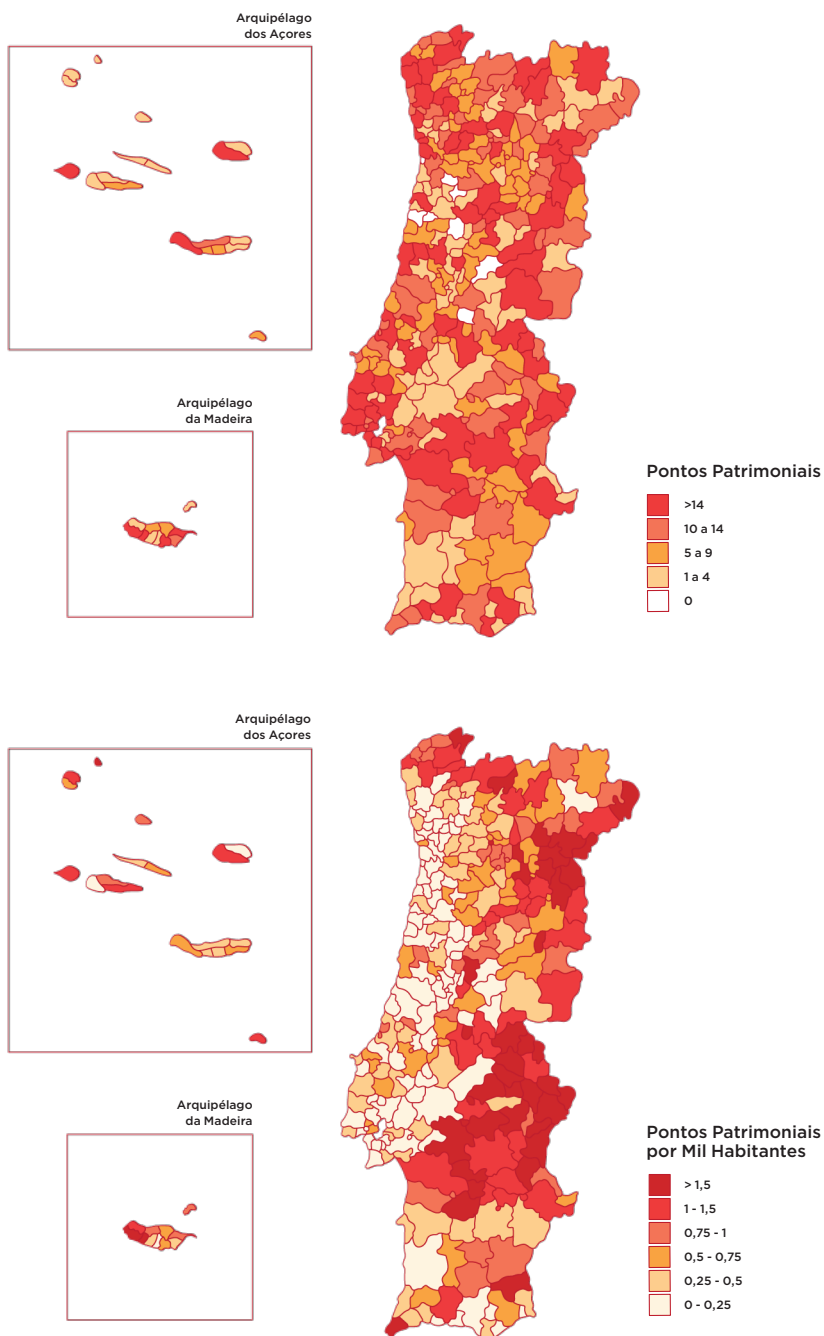 Arquipélago
dos Açores
Arquipélago
da Madeira
Pontos Patrimoniais
>14
10 a 14
5 a 9
1 a 4
0
Arquipélago
dos Açores
Arquipélago
da Madeira
Pontos Patrimoniais
por Mil Habitantes
> 1,5
1 - 1,5
0,75 - 1
0,5 - 0,75
0,25 - 0,5
0 - 0,25